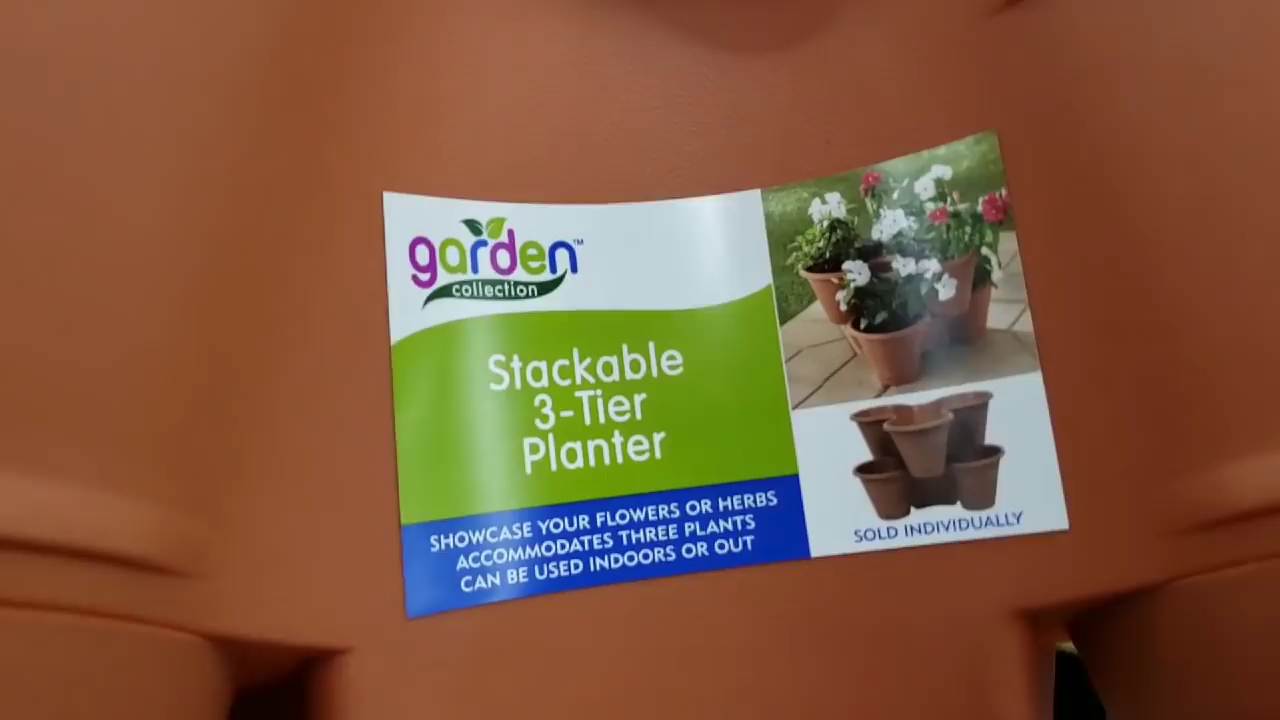 garden™
collection
Stackable
3-Tier
Planter
SHOWCASE YOUR FLOWERS OR HERBS
ACCOMMODATES THREE PLANTS
CAN BE USED INDOORS OR OUT
SOLD INDIVIDUALLY